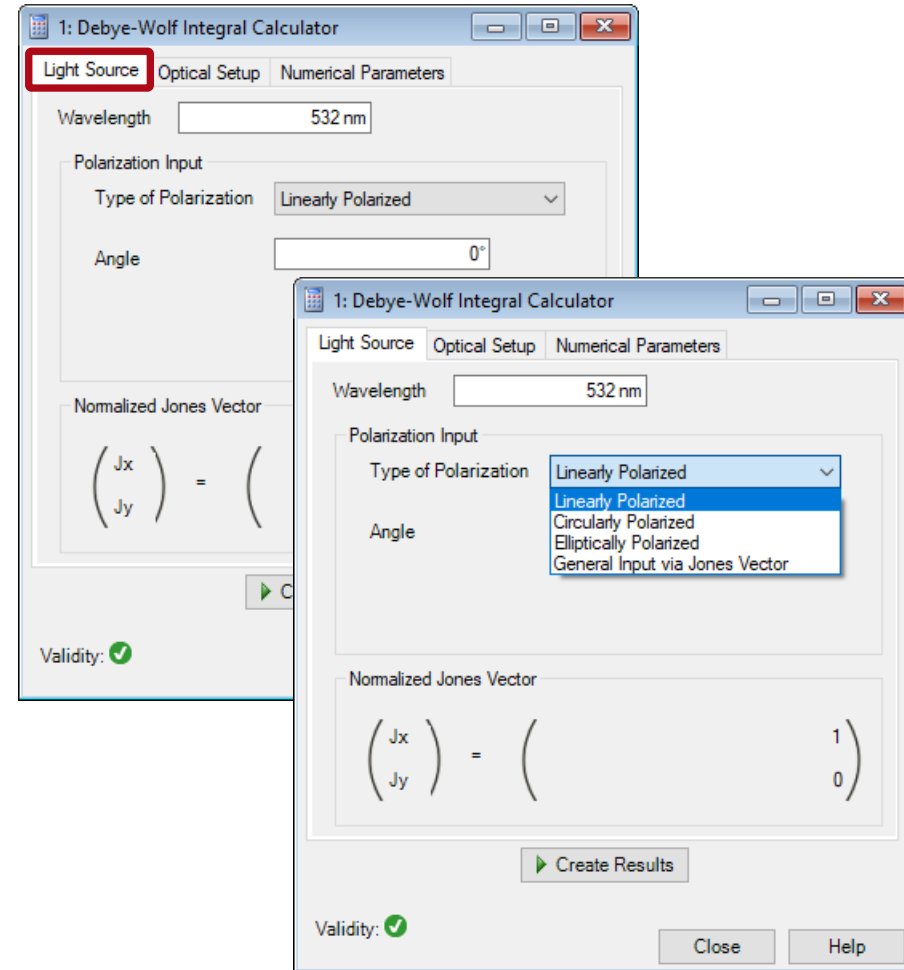 1: Debye-Wolf Integral Calculator
Light Source Optical Setup Numerical Parameters
Wavelength 532 nm
Polarization Input
Type of Polarization Linearly Polarized
Angle 0°
Normalized Jones Vector
Jx
= 
Jy
C
Validity:
1: Debye-Wolf Integral Calculator
Light Source Optical Setup Numerical Parameters
Wavelength 532 nm
Polarization Input
Type of Polarization Linearly Polarized
Linearly Polarized
Circularly Polarized
Angle
Elliptically Polarized
General Input via Jones Vector
Normalized Jones Vector
Jx 1
=
Jy 0
Create Results
Validity:
Close Help